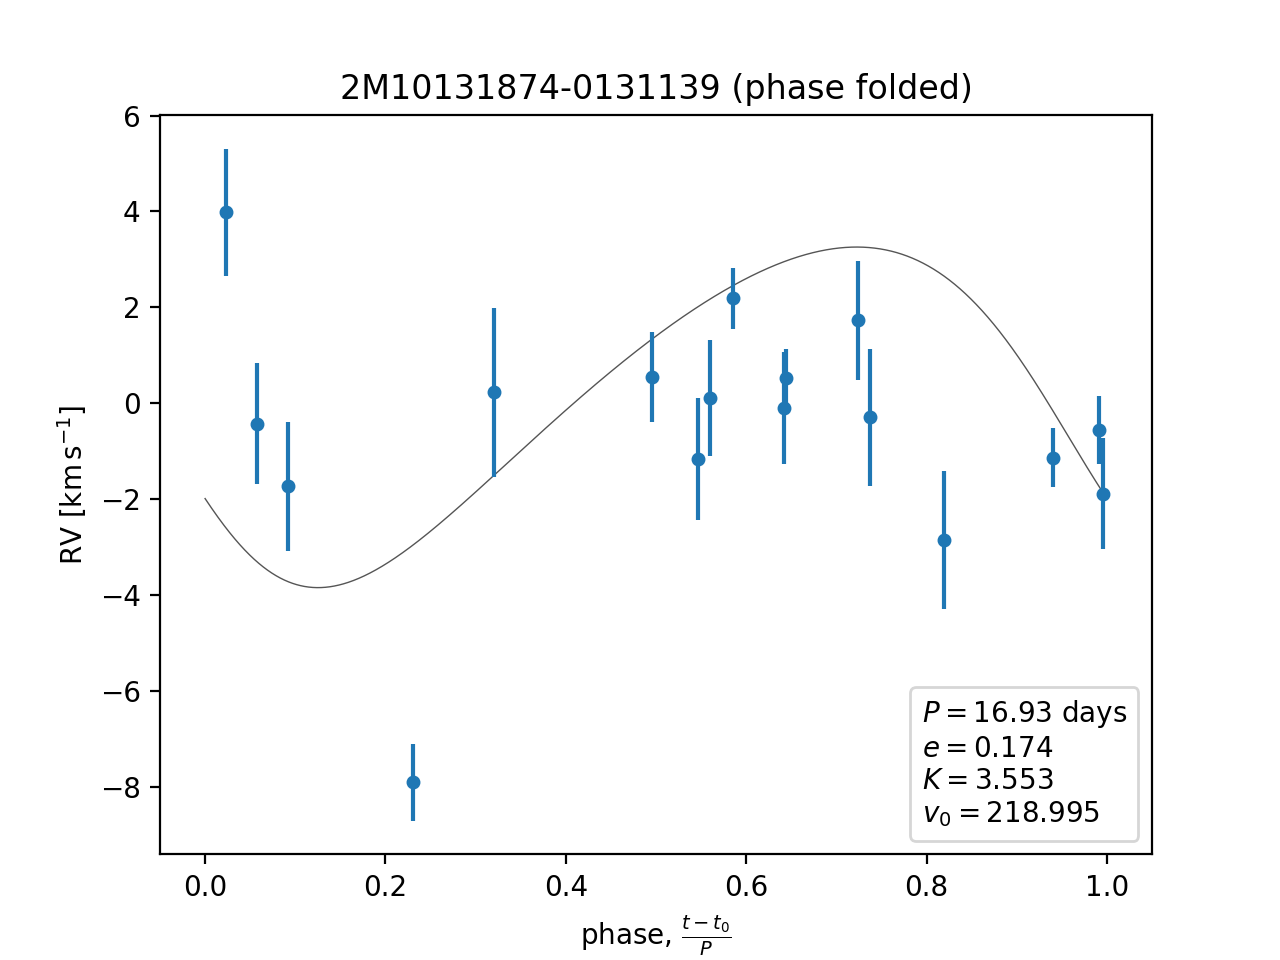 2M10131874-0131139 (phase folded)
RV [km s⁻¹]
6
4
2
0
−2
−4
−6
−8
0.0 0.2 0.4 0.6 0.8 1.0
phase, (t − t₀)/P
P = 16.93 days
e = 0.174
K = 3.553
v₀ = 218.995